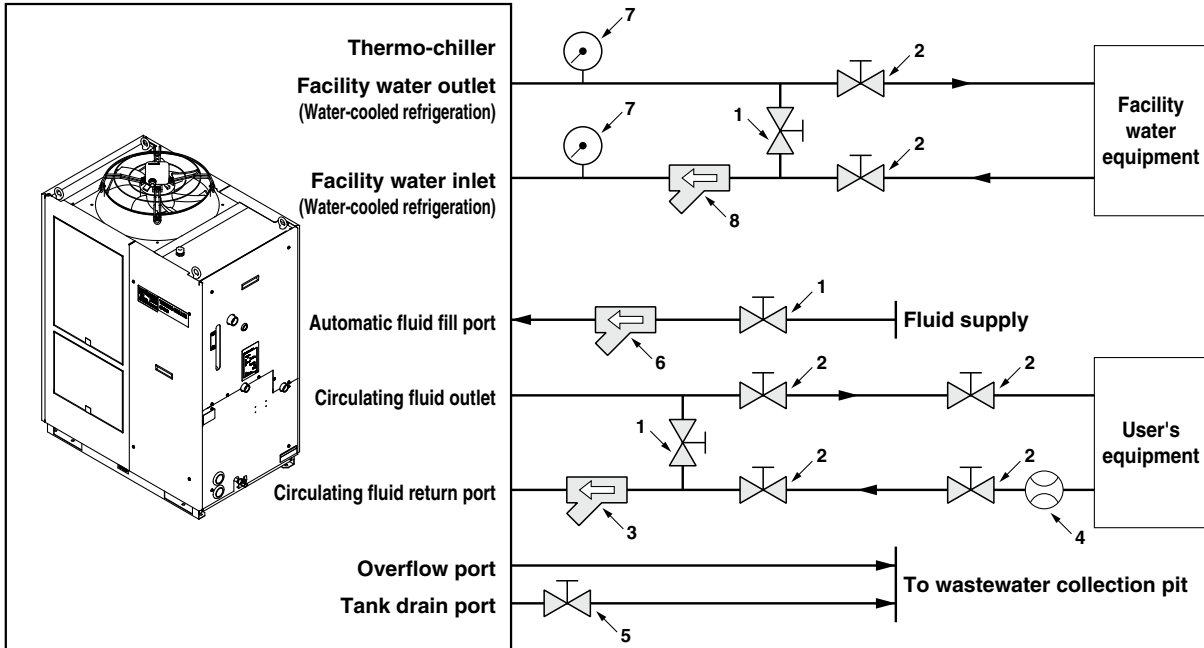 7
Thermo-chiller
2
Facility water outlet
(Water-cooled refrigeration)
7
1
Facility
water
equipment
2
Facility water inlet
(Water-cooled refrigeration)
8
1
Automatic fluid fill port
Fluid supply
6
2
2
Circulating fluid outlet
1
User's
equipment
2
2
Circulating fluid return port
3
4
Overflow port
To wastewater collection pit
Tank drain port
5